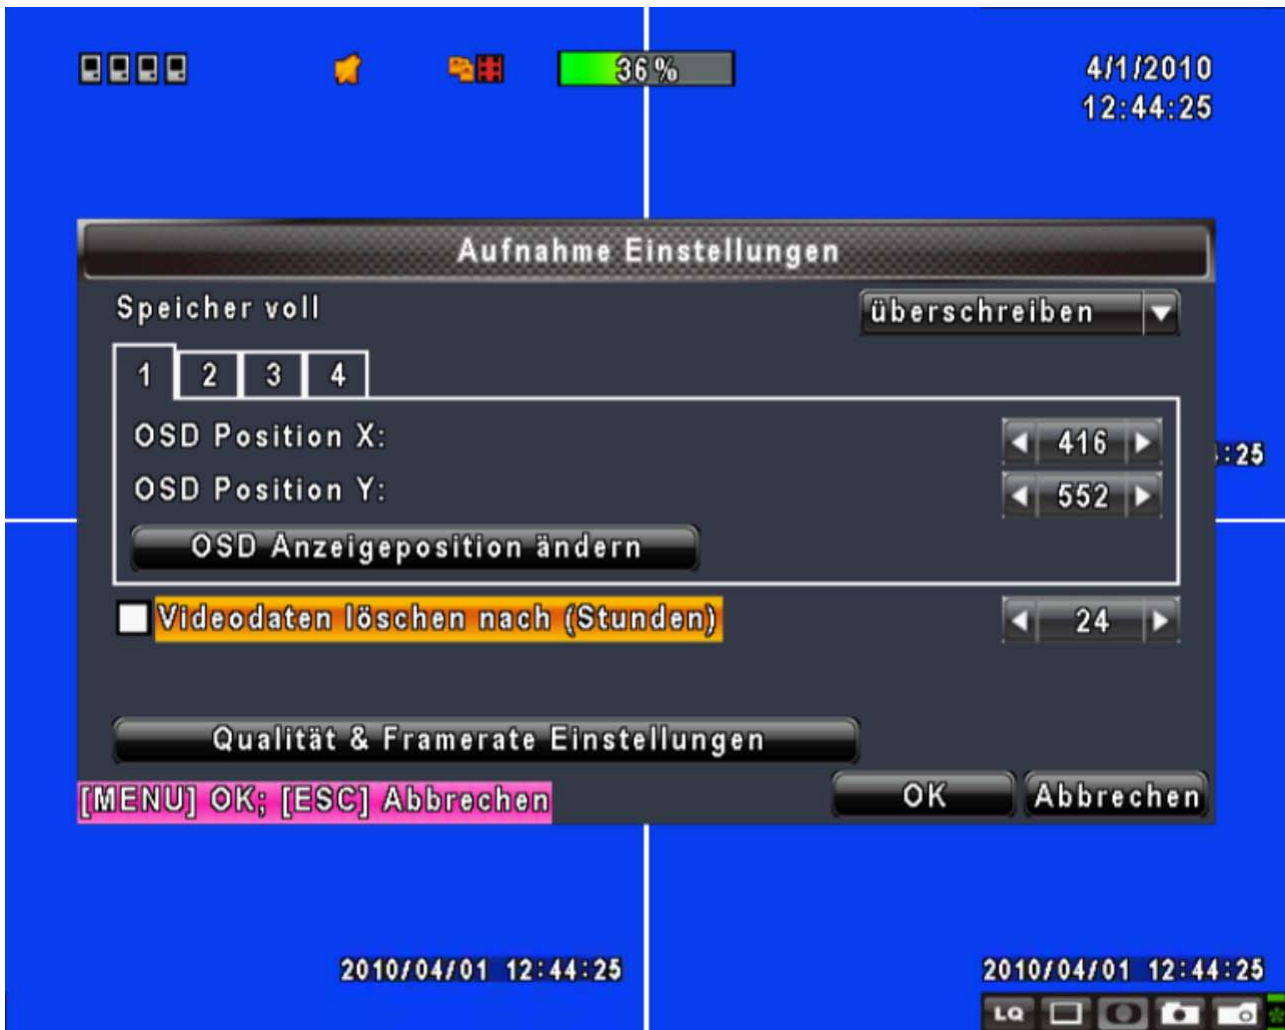 36%
4/1/2010
12:44:25
Aufnahme Einstellungen
Speicher voll
überschreiben
1 2 3 4
OSD Position X:
416
:25
OSD Position Y:
552
OSD Anzeigeposition ändern
Videodaten löschen nach (Stunden)
24
Qualität & Framerate Einstellungen
[MENU] OK; [ESC] Abbrechen
OK
Abbrechen
2010/04/01 12:44:25
2010/04/01 12:44:25
LQ